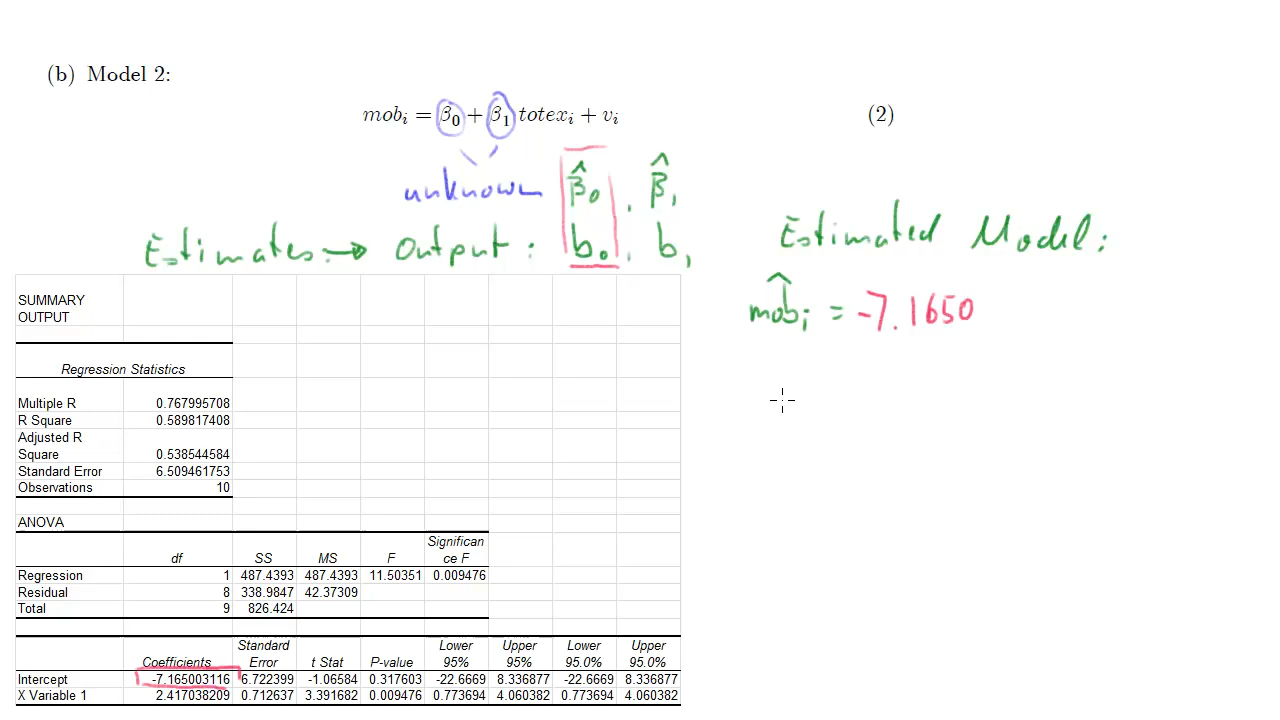 (b) Model 2:
mobᵢ = β₀ + β₁ totexᵢ + vᵢ (2)
unknown β̂₀ , β̂₁
Estimates: → Output: b₀ , b₁
Estimated Model:
m̂obᵢ = -7.1650
SUMMARY
OUTPUT
Regression Statistics
Multiple R 0.767995708
R Square 0.589817408
Adjusted R
Square 0.538544584
Standard Error 6.509461753
Observations 10
ANOVA
Significan
df SS MS F ce F
Regression 1 487.4393 487.4393 11.50351 0.009476
Residual 8 338.9847 42.37309
Total 9 826.424
Standard Lower Upper Lower Upper
Coefficients Error t Stat P-value 95% 95% 95.0% 95.0%
Intercept -7.165003116 6.722399 -1.06584 0.317603 -22.6669 8.336877 -22.6669 8.336877
X Variable 1 2.417038209 0.712637 3.391682 0.009476 0.773694 4.060382 0.773694 4.060382